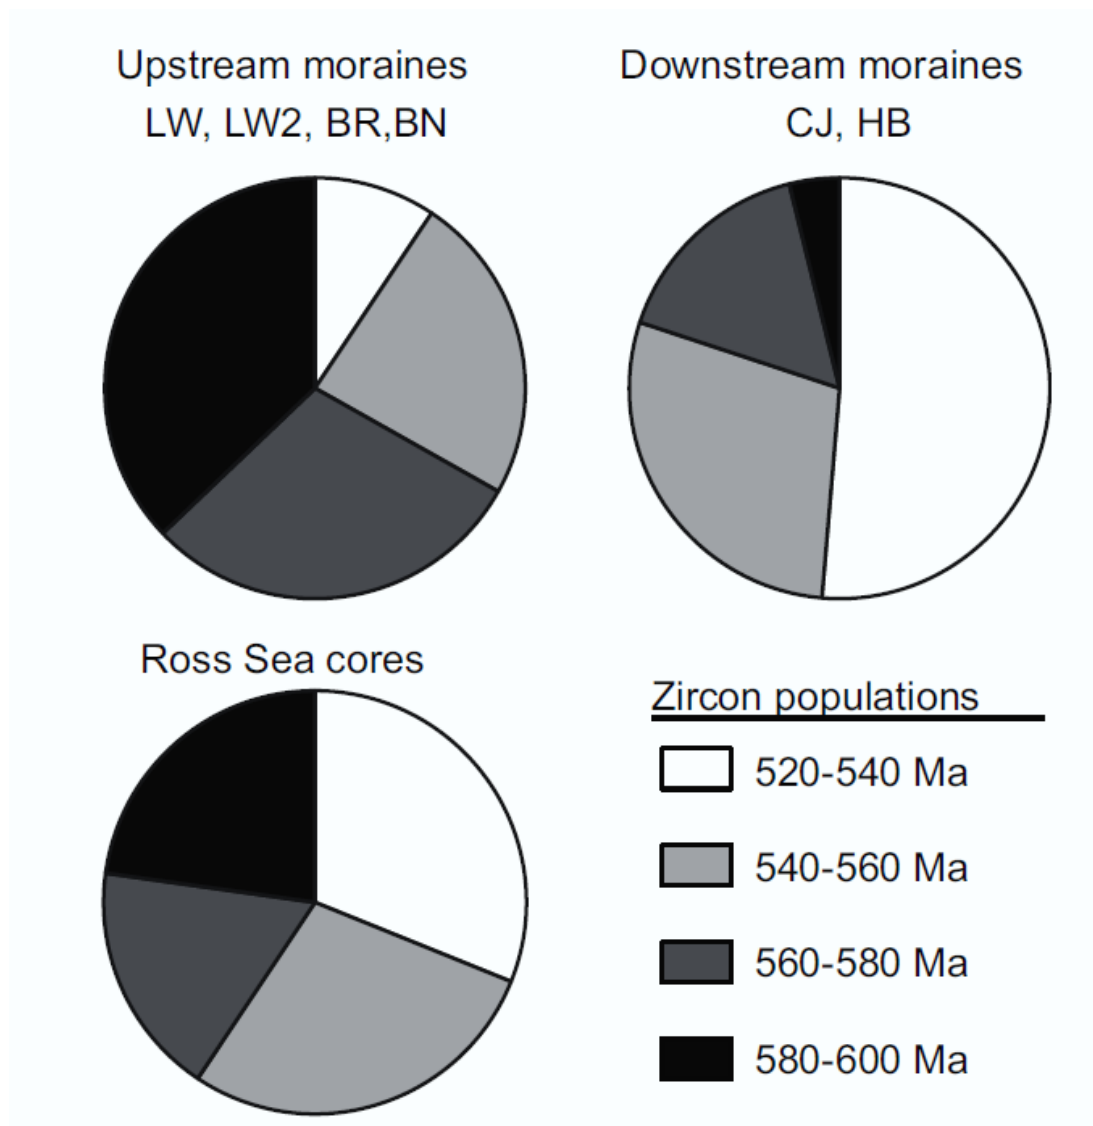 Upstream moraines
LW, LW2, BR,BN
Downstream moraines
CJ, HB
Ross Sea cores
Zircon populations
520-540 Ma
540-560 Ma
560-580 Ma
580-600 Ma